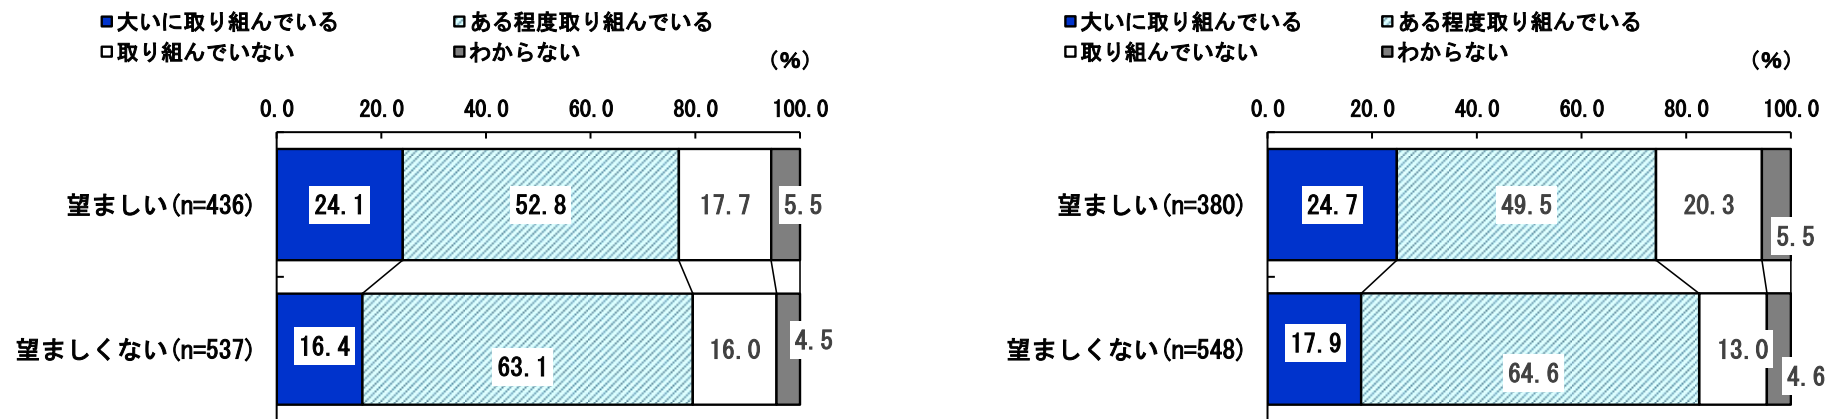 大いに取り組んでいる ある程度取り組んでいる
取り組んでいない わからない
(%)
0.0 20.0 40.0 60.0 80.0 100.0
望ましい(n=436) 24.1 52.8 17.7 5.5
望ましくない(n=537) 16.4 63.1 16.0 4.5
大いに取り組んでいる ある程度取り組んでいる
取り組んでいない わからない
(%)
0.0 20.0 40.0 60.0 80.0 100.0
望ましい(n=380) 24.7 49.5 20.3 5.5
望ましくない(n=548) 17.9 64.6 13.0 4.6